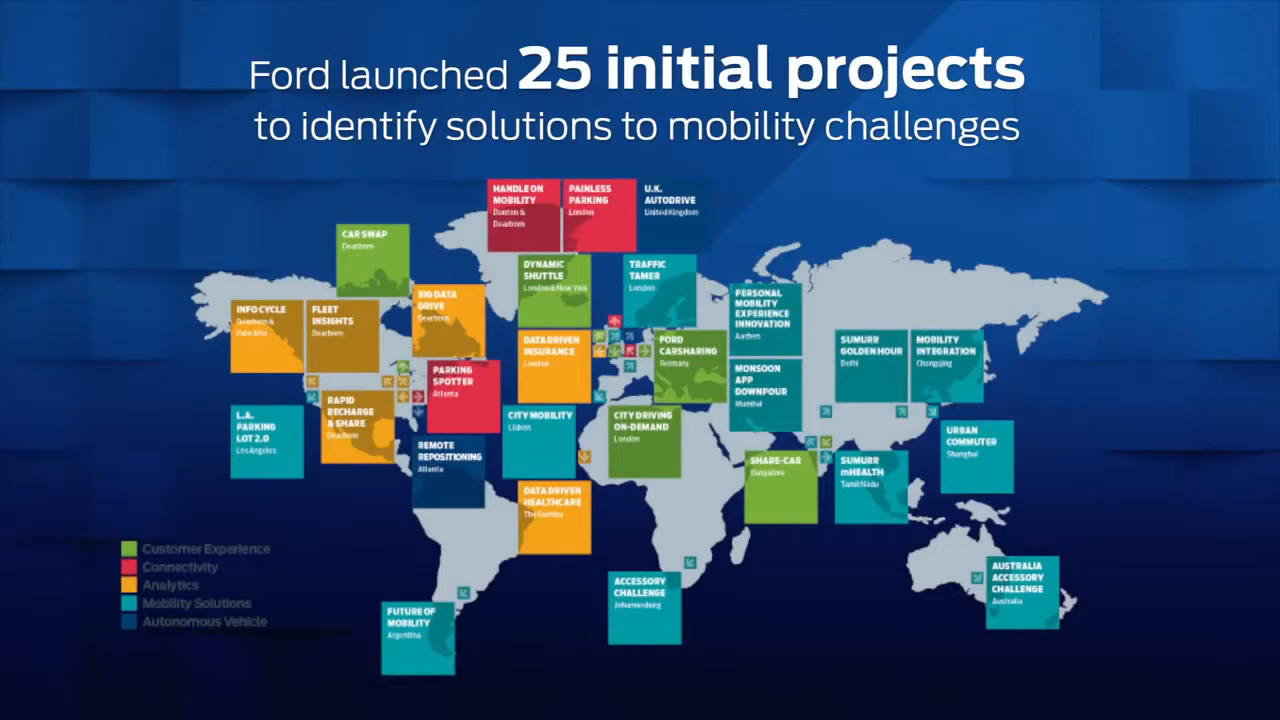 Ford launched 25 initial projects
to identify solutions to mobility challenges
HANDLE ON
MOBILITY
Dunton &
Dearborn
PAINLESS
PARKING
London
U.K.
AUTODRIVE
United Kingdom
CAR SWAP
Dearborn
DYNAMIC
SHUTTLE
London & New York
TRAFFIC
TAMER
London
BIG DATA
DRIVE
Dearborn
PERSONAL
MOBILITY
EXPERIENCE
INNOVATION
Aachen
INFO CYCLE
Dearborn &
Palo Alto
FLEET
INSIGHTS
Dearborn
DATA DRIVEN
INSURANCE
London
FORD
CARSHARING
Germany
SUMURR
GOLDEN HOUR
Delhi
MOBILITY
INTEGRATION
Chongqing
PARKING
SPOTTER
Atlanta
MONSOON
APP
DOWNPOUR
Mumbai
RAPID
RECHARGE
& SHARE
Dearborn
L.A.
PARKING
LOT 2.0
Los Angeles
CITY MOBILITY
Lisbon
CITY DRIVING
ON-DEMAND
London
URBAN
COMMUTER
Shanghai
REMOTE
REPOSITIONING
Atlanta
SHARE-CAR
Bangalore
SUMURR
mHEALTH
Tamil Nadu
DATA DRIVEN
HEALTHCARE
The Gambia
Customer Experience
Connectivity
Analytics
Mobility Solutions
Autonomous Vehicle
ACCESSORY
CHALLENGE
Johannesburg
AUSTRALIA
ACCESSORY
CHALLENGE
Australia
FUTURE OF
MOBILITY
Argentina